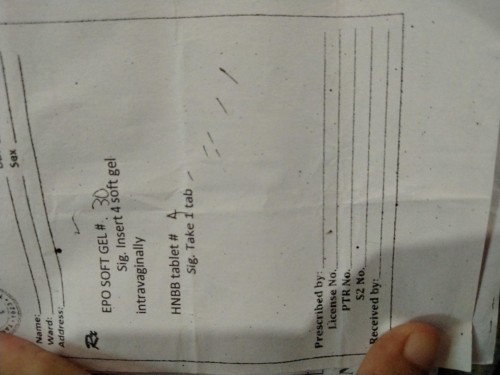 Sex
Name:
Ward:
Address:
Rx
EPO SOFT GEL #. 30
Sig. Insert 4 soft gel
intravaginally
HNBB tablet # 4
Sig. Take 1 tab
Prescribed by:
License No.
PTR No.
S2 No.
Received by: